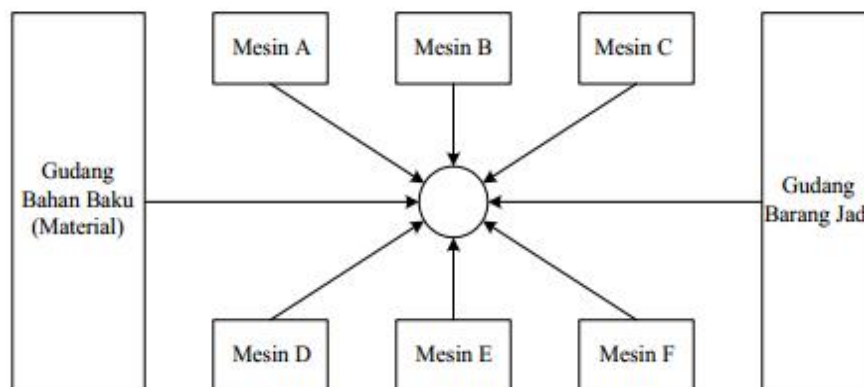 Mesin A
Mesin B
Mesin C
Gudang
Bahan Baku
(Material)
Gudang
Barang Jad
Mesin D
Mesin E
Mesin F